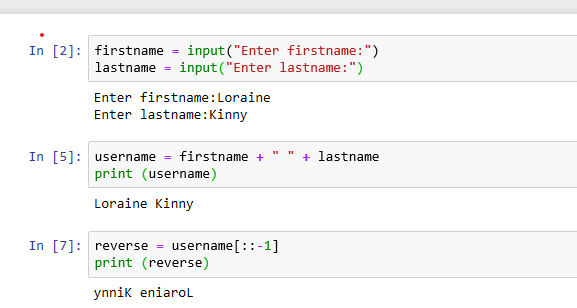 In [2]: firstname = input("Enter firstname:")
lastname = input("Enter lastname:")
Enter firstname:Loraine
Enter lastname:Kinny
In [5]: username = firstname + " " + lastname
print (username)
Loraine Kinny
In [7]: reverse = username[::-1]
print (reverse)
ynniK eniaroL